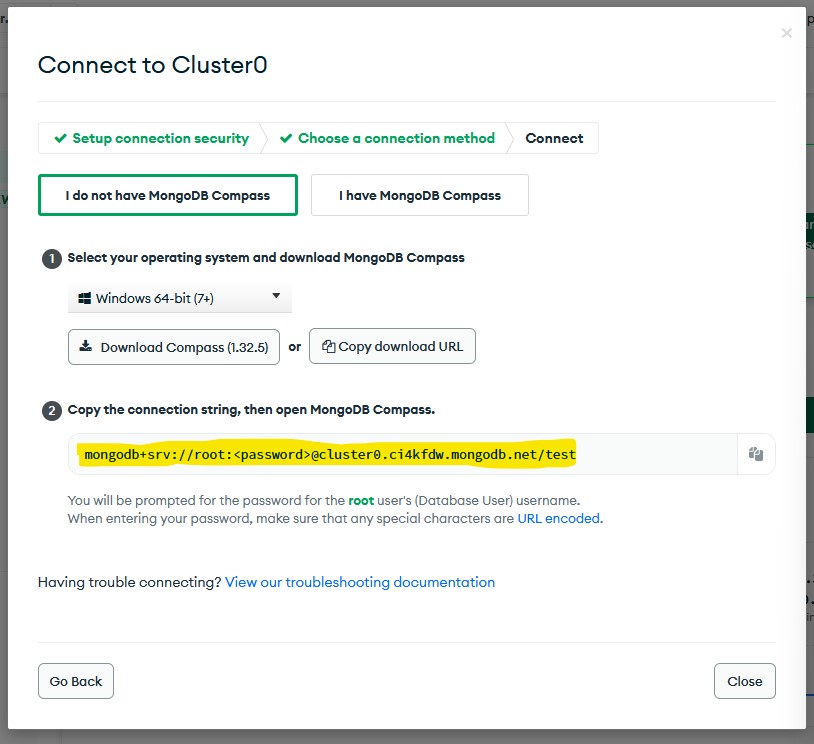 Connect to Cluster0
Setup connection security
Choose a connection method
Connect
I do not have MongoDB Compass
I have MongoDB Compass
1 Select your operating system and download MongoDB Compass
Windows 64-bit (7+)
Download Compass (1.32.5) or Copy download URL
2 Copy the connection string, then open MongoDB Compass.
mongodb+srv://root:<password>@cluster0.ci4kfdw.mongodb.net/test
You will be prompted for the password for the root user's (Database User) username.
When entering your password, make sure that any special characters are URL encoded.
Having trouble connecting? View our troubleshooting documentation
Go Back
Close